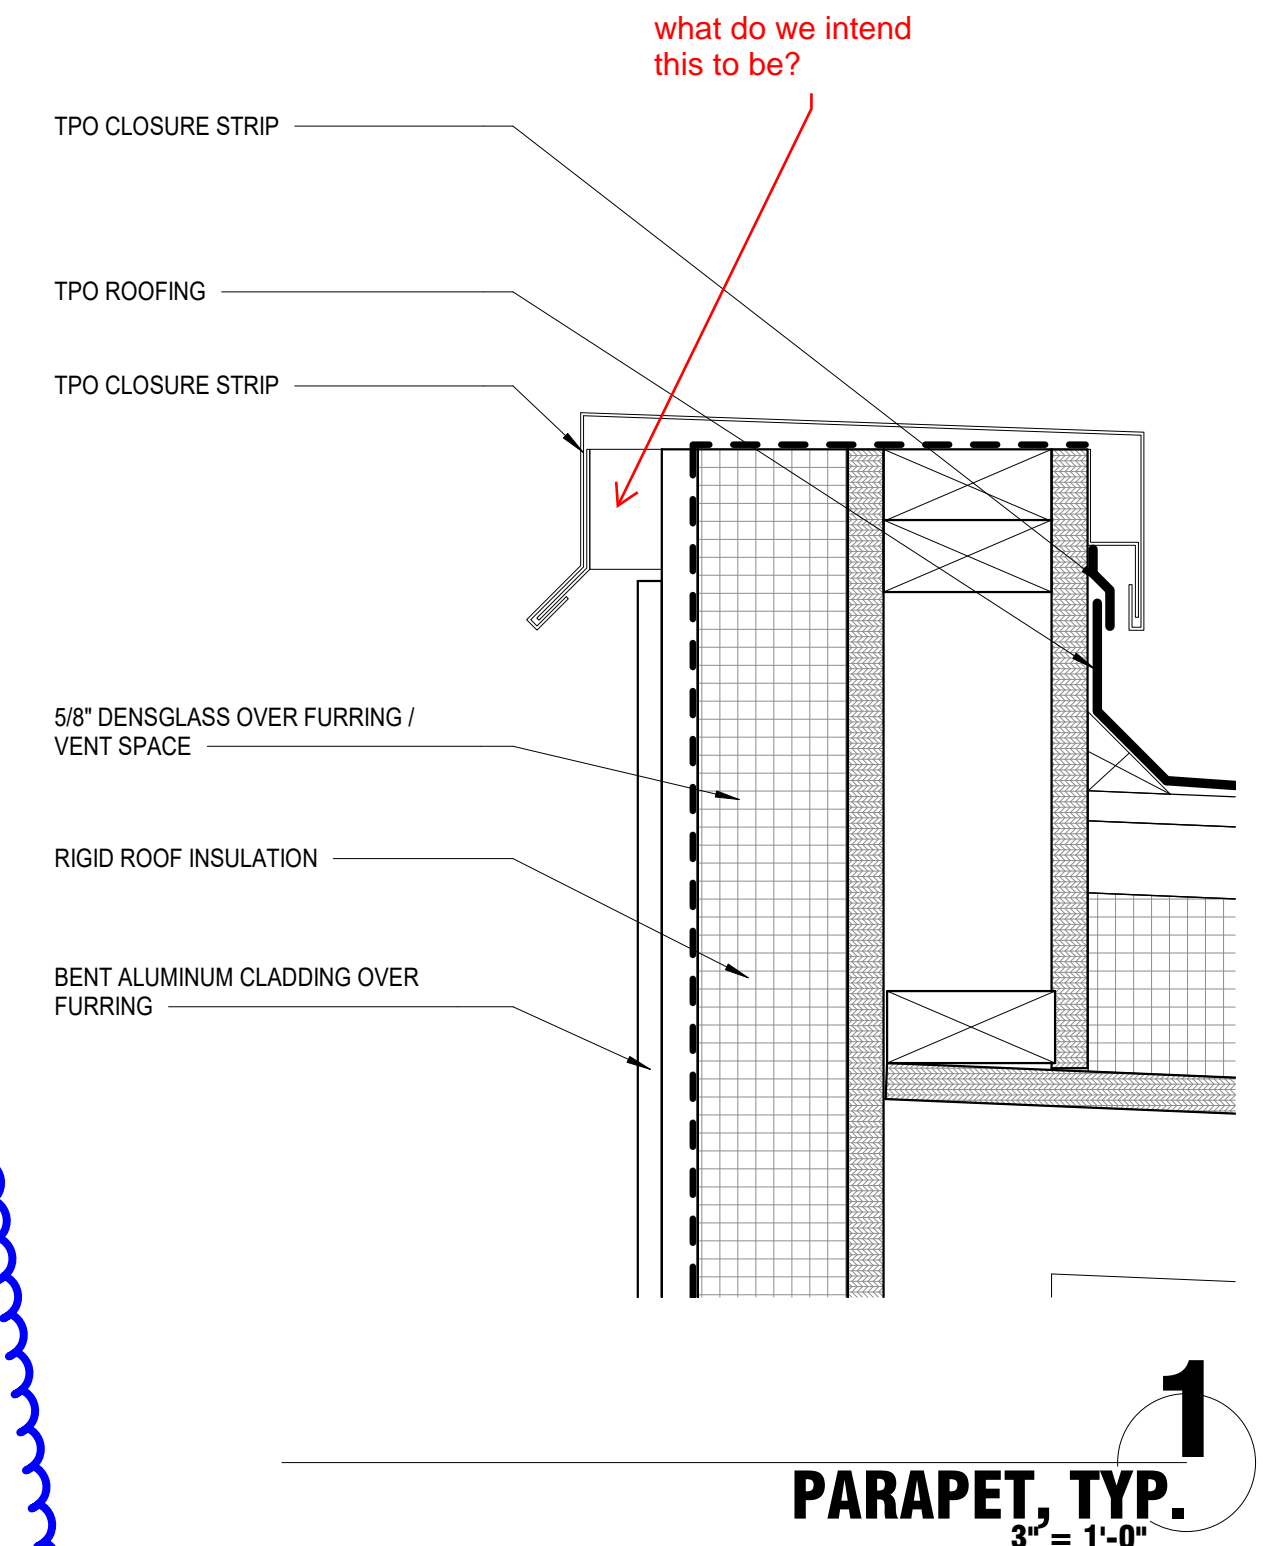 what do we intend
this to be?
TPO CLOSURE STRIP
TPO ROOFING
TPO CLOSURE STRIP
5/8" DENSGLASS OVER FURRING /
VENT SPACE
RIGID ROOF INSULATION
BENT ALUMINUM CLADDING OVER
FURRING
1
PARAPET, TYP.
3" = 1'-0"